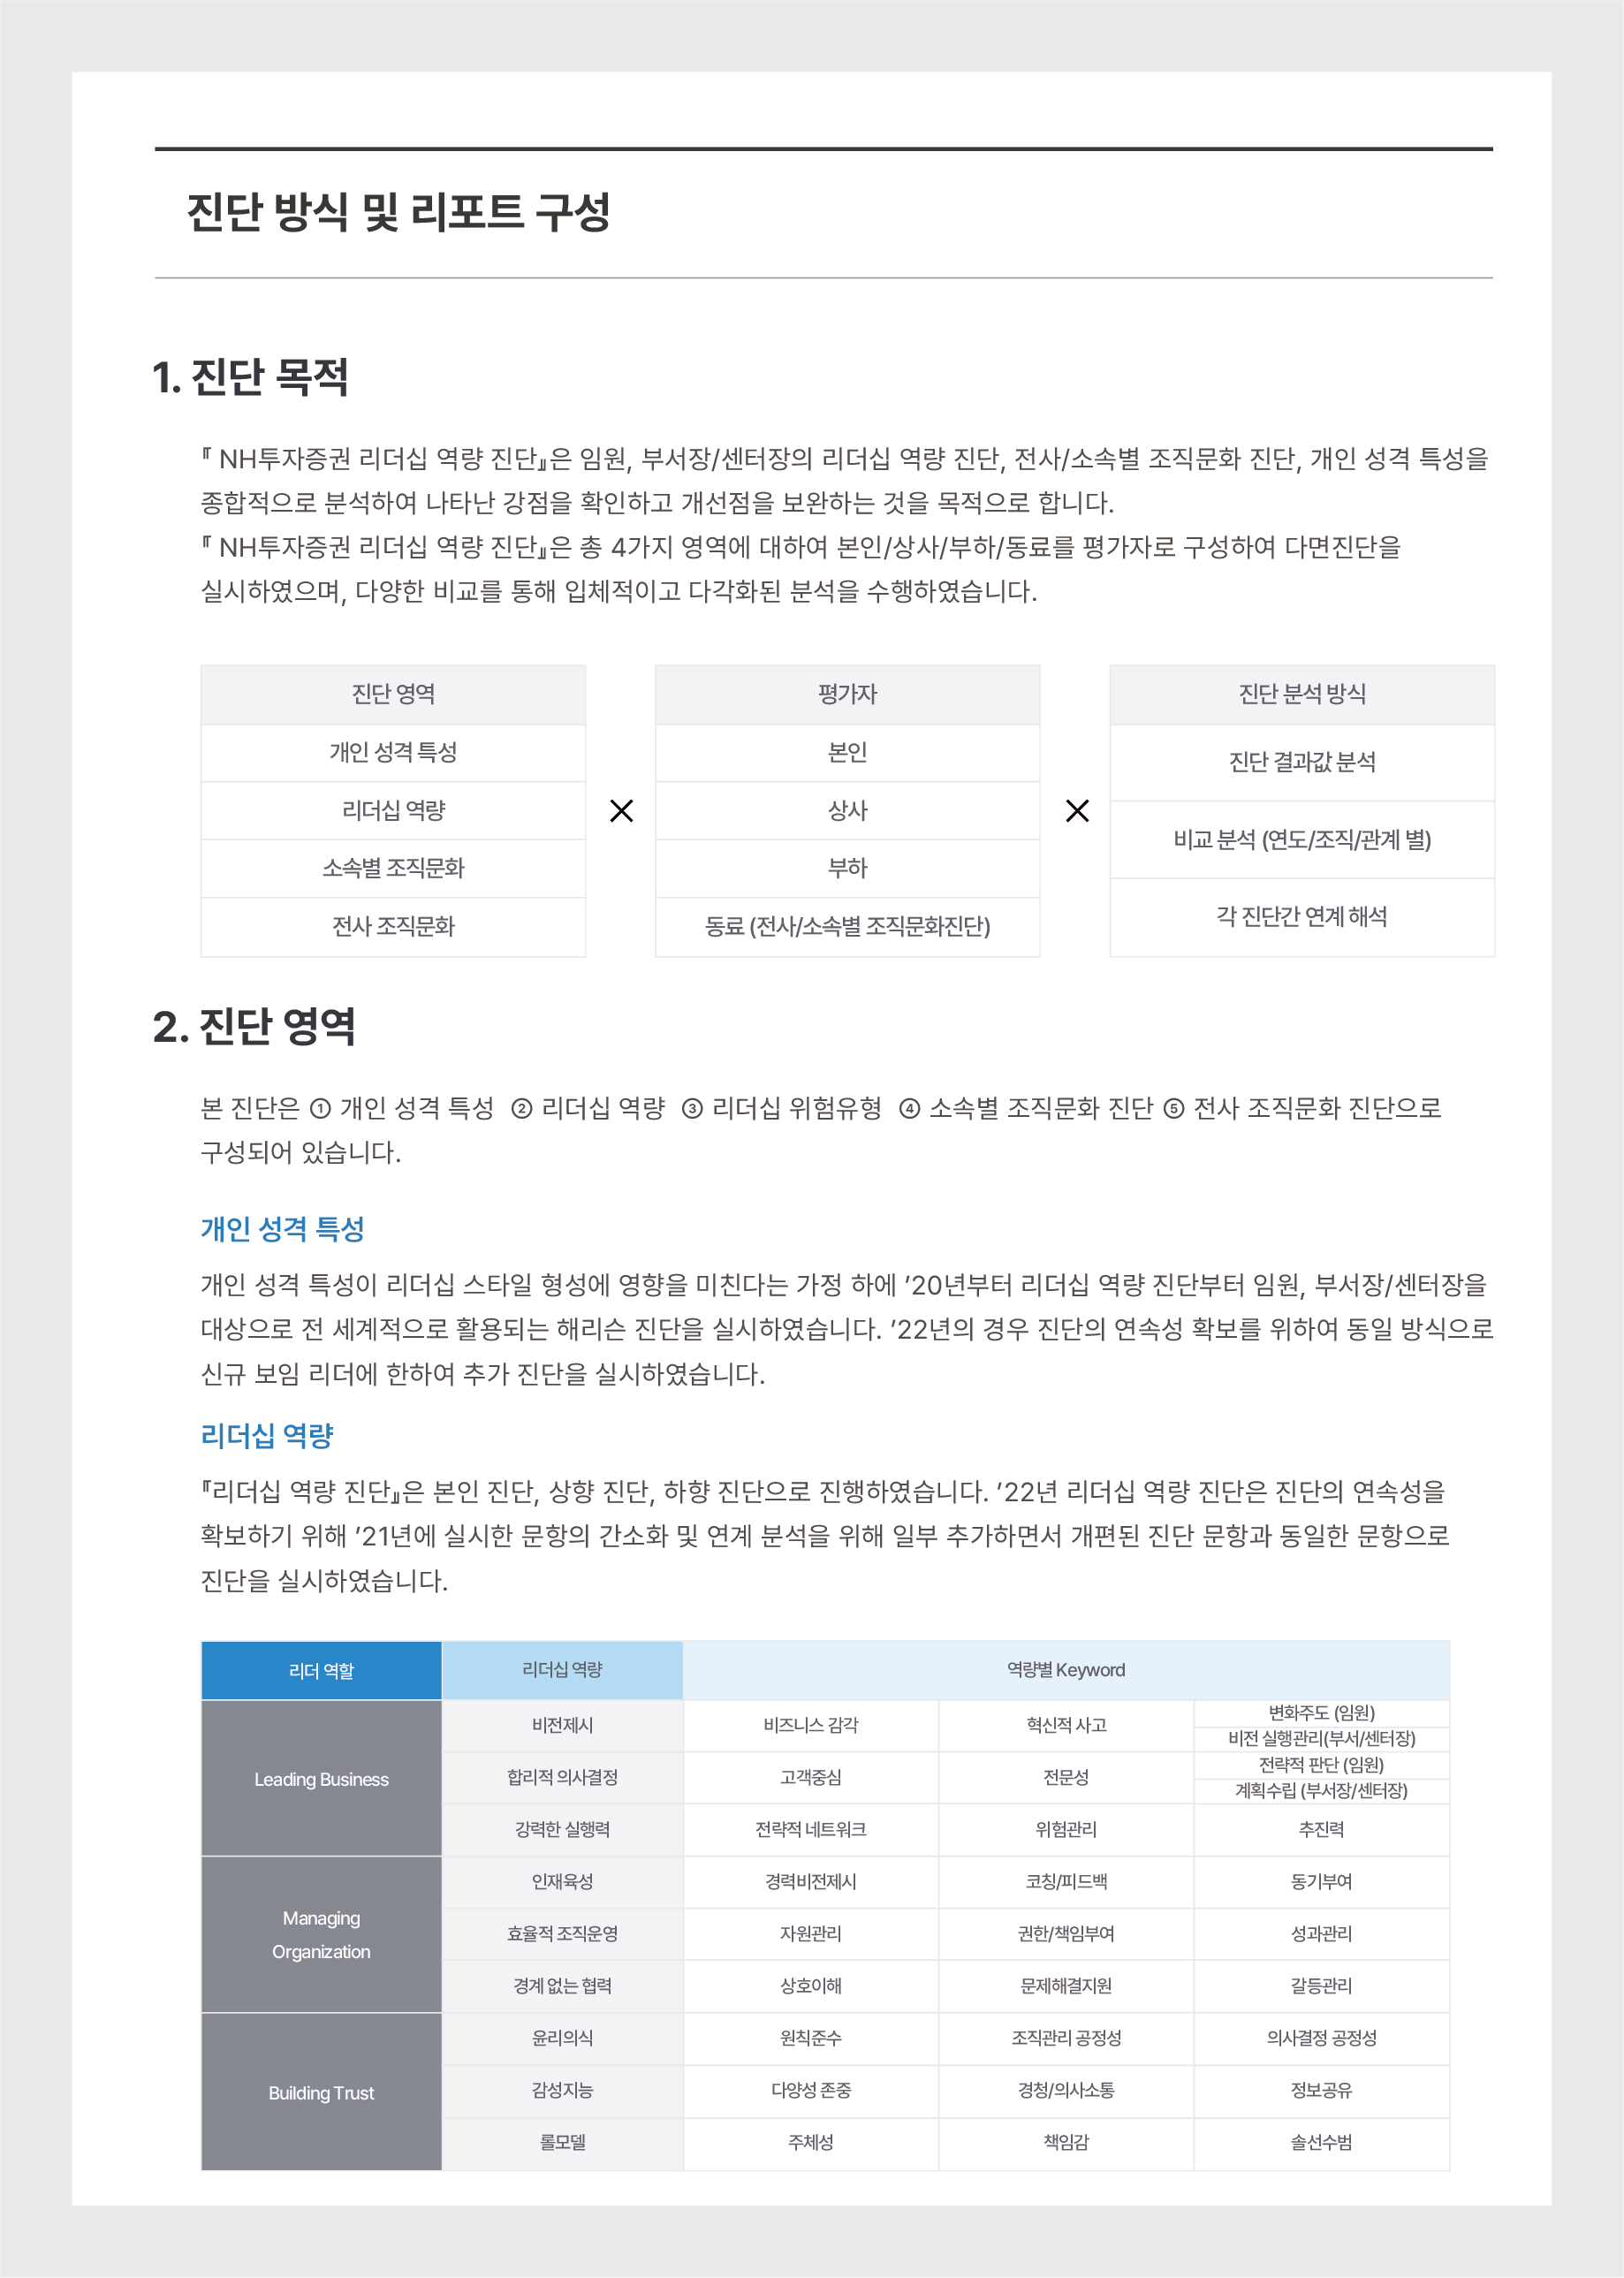 진단 방식 및 리포트 구성
1. 진단 목적
『 NH투자증권 리더십 역량 진단』은 임원, 부서장/센터장의 리더십 역량 진단, 전사/소속별 조직문화 진단, 개인 성격 특성을
종합적으로 분석하여 나타난 강점을 확인하고 개선점을 보완하는 것을 목적으로 합니다.
『 NH투자증권 리더십 역량 진단』은 총 4가지 영역에 대하여 본인/상사/부하/동료를 평가자로 구성하여 다면진단을
실시하였으며, 다양한 비교를 통해 입체적이고 다각화된 분석을 수행하였습니다.
진단 영역
개인 성격 특성
리더십 역량
소속별 조직문화
전사 조직문화
×
평가자
본인
상사
부하
동료 (전사/소속별 조직문화진단)
×
진단 분석 방식
진단 결과값 분석
비교 분석 (연도/조직/관계 별)
각 진단간 연계 해석
2. 진단 영역
본 진단은 ① 개인 성격 특성 ② 리더십 역량 ③ 리더십 위험유형 ④ 소속별 조직문화 진단 ⑤ 전사 조직문화 진단으로
구성되어 있습니다.
개인 성격 특성
개인 성격 특성이 리더십 스타일 형성에 영향을 미친다는 가정 하에 ’20년부터 리더십 역량 진단부터 임원, 부서장/센터장을
대상으로 전 세계적으로 활용되는 해리슨 진단을 실시하였습니다. ’22년의 경우 진단의 연속성 확보를 위하여 동일 방식으로
신규 보임 리더에 한하여 추가 진단을 실시하였습니다.
리더십 역량
『리더십 역량 진단』은 본인 진단, 상향 진단, 하향 진단으로 진행하였습니다. ’22년 리더십 역량 진단은 진단의 연속성을
확보하기 위해 ’21년에 실시한 문항의 간소화 및 연계 분석을 위해 일부 추가하면서 개편된 진단 문항과 동일한 문항으로
진단을 실시하였습니다.
리더 역할 리더십 역량 역량별 Keyword
Leading Business
비전제시 비즈니스 감각 혁신적 사고 변화주도 (임원)
비전 실행관리(부서/센터장)
합리적 의사결정 고객중심 전문성 전략적 판단 (임원)
계획수립 (부서장/센터장)
강력한 실행력 전략적 네트워크 위험관리 추진력
Managing
Organization
인재육성 경력비전제시 코칭/피드백 동기부여
효율적 조직운영 자원관리 권한/책임부여 성과관리
경계 없는 협력 상호이해 문제해결지원 갈등관리
Building Trust
윤리의식 원칙준수 조직관리 공정성 의사결정 공정성
감성지능 다양성 존중 경청/의사소통 정보공유
롤모델 주체성 책임감 솔선수범